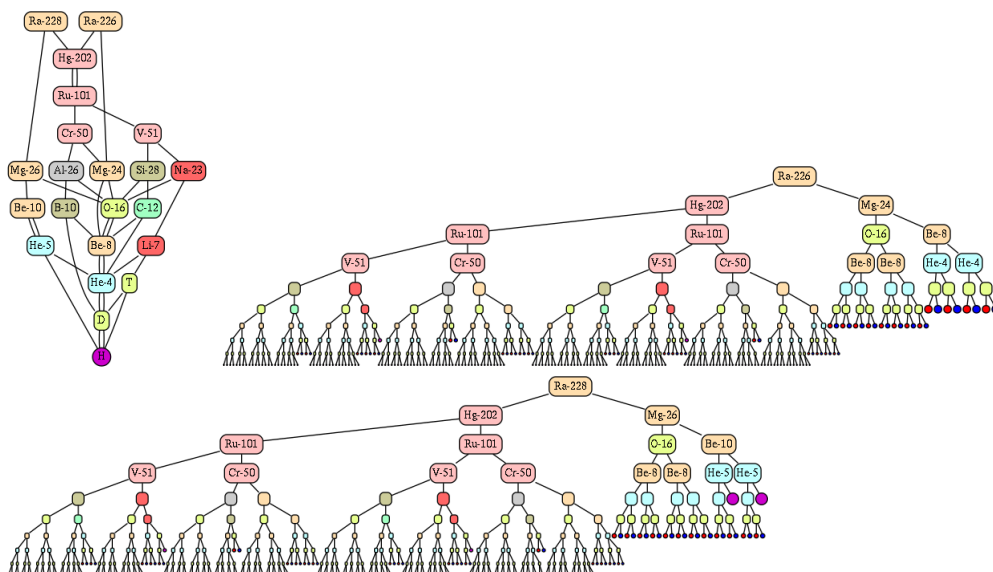 Ra-228 Ra-226
Hg-202
Ru-101
Cr-50 V-51
Mg-26 Al-26 Mg-24 Si-28 Na-23
Be-10 B-10 O-16 C-12
He-5 Be-8 Li-7
He-4 T
D
H
Ra-226
Hg-202 Mg-24
Ru-101 Ru-101 O-16 Be-8
V-51 Cr-50 V-51 Cr-50 Be-8 Be-8 He-4 He-4
Ra-228
Hg-202 Mg-26
Ru-101 Ru-101 O-16 Be-10
V-51 Cr-50 V-51 Cr-50 Be-8 Be-8 He-5 He-5